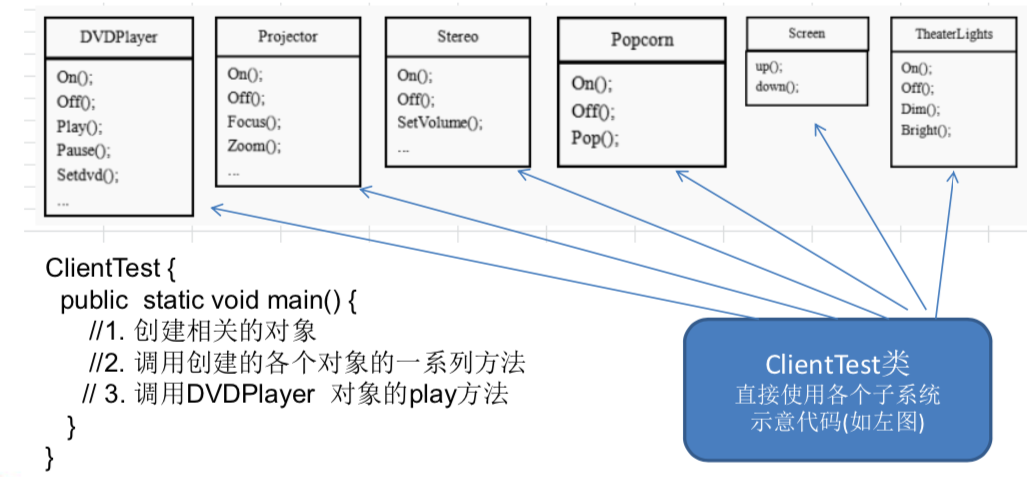 DVDPlayer
On();
Off();
Play();
Pause();
Setdvd();
...
Projector
On();
Off();
Focus();
Zoom();
...
Stereo
On();
Off();
SetVolume();
...
Popcorn
On();
Off();
Pop();
Screen
up();
down();
TheaterLights
On();
Off();
Dim();
Bright();
ClientTest {
public static void main() {
//1. 创建相关的对象
//2. 调用创建的各个对象的一系列方法
// 3. 调用DVDPlayer 对象的play方法
}
}
ClientTest类
直接使用各个子系统
示意代码(如左图)